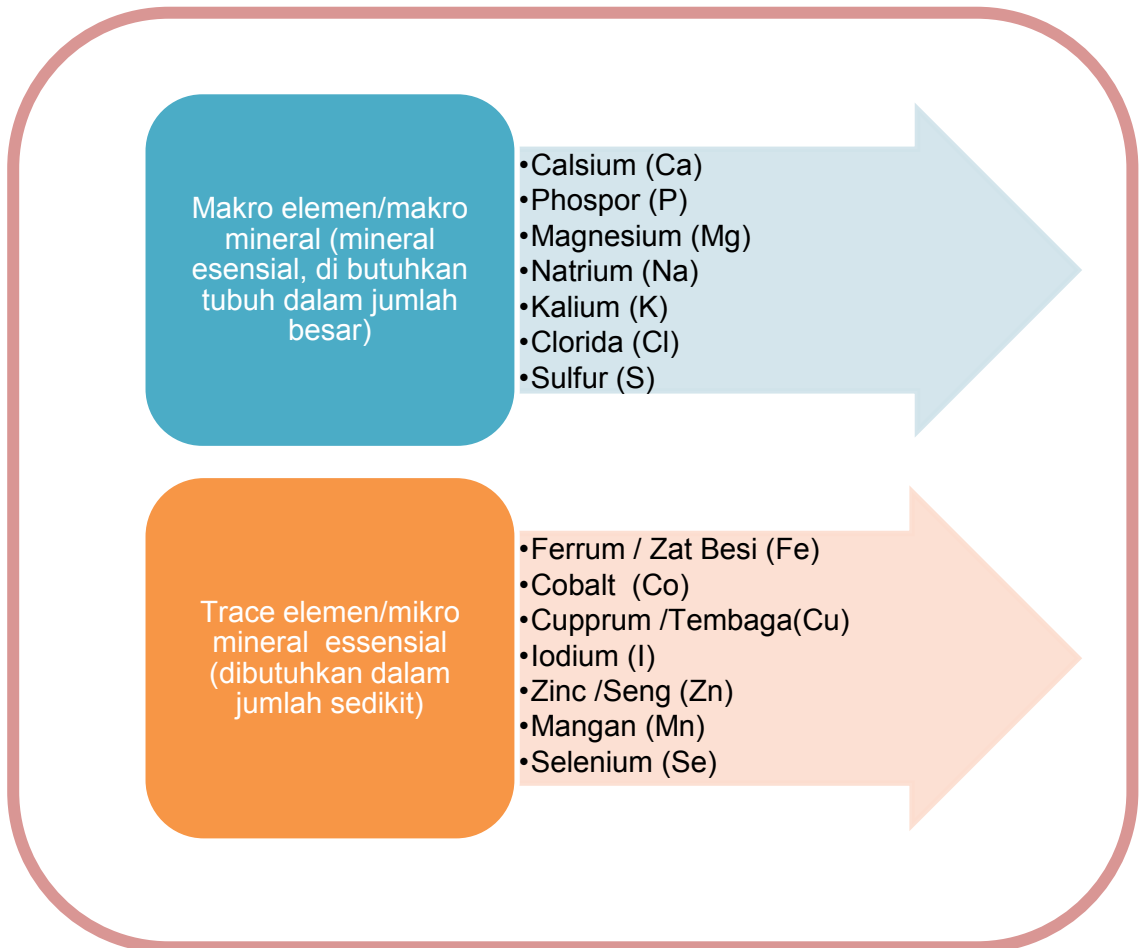 Makro elemen/makro
mineral (mineral
esensial, di butuhkan
tubuh dalam jumlah
besar)
•Calsium (Ca)
•Phospor (P)
•Magnesium (Mg)
•Natrium (Na)
•Kalium (K)
•Clorida (Cl)
•Sulfur (S)
Trace elemen/mikro
mineral  essensial
(dibutuhkan dalam
jumlah sedikit)
•Ferrum / Zat Besi (Fe)
•Cobalt  (Co)
•Cupprum /Tembaga(Cu)
•Iodium (I)
•Zinc /Seng (Zn)
•Mangan (Mn)
•Selenium (Se)